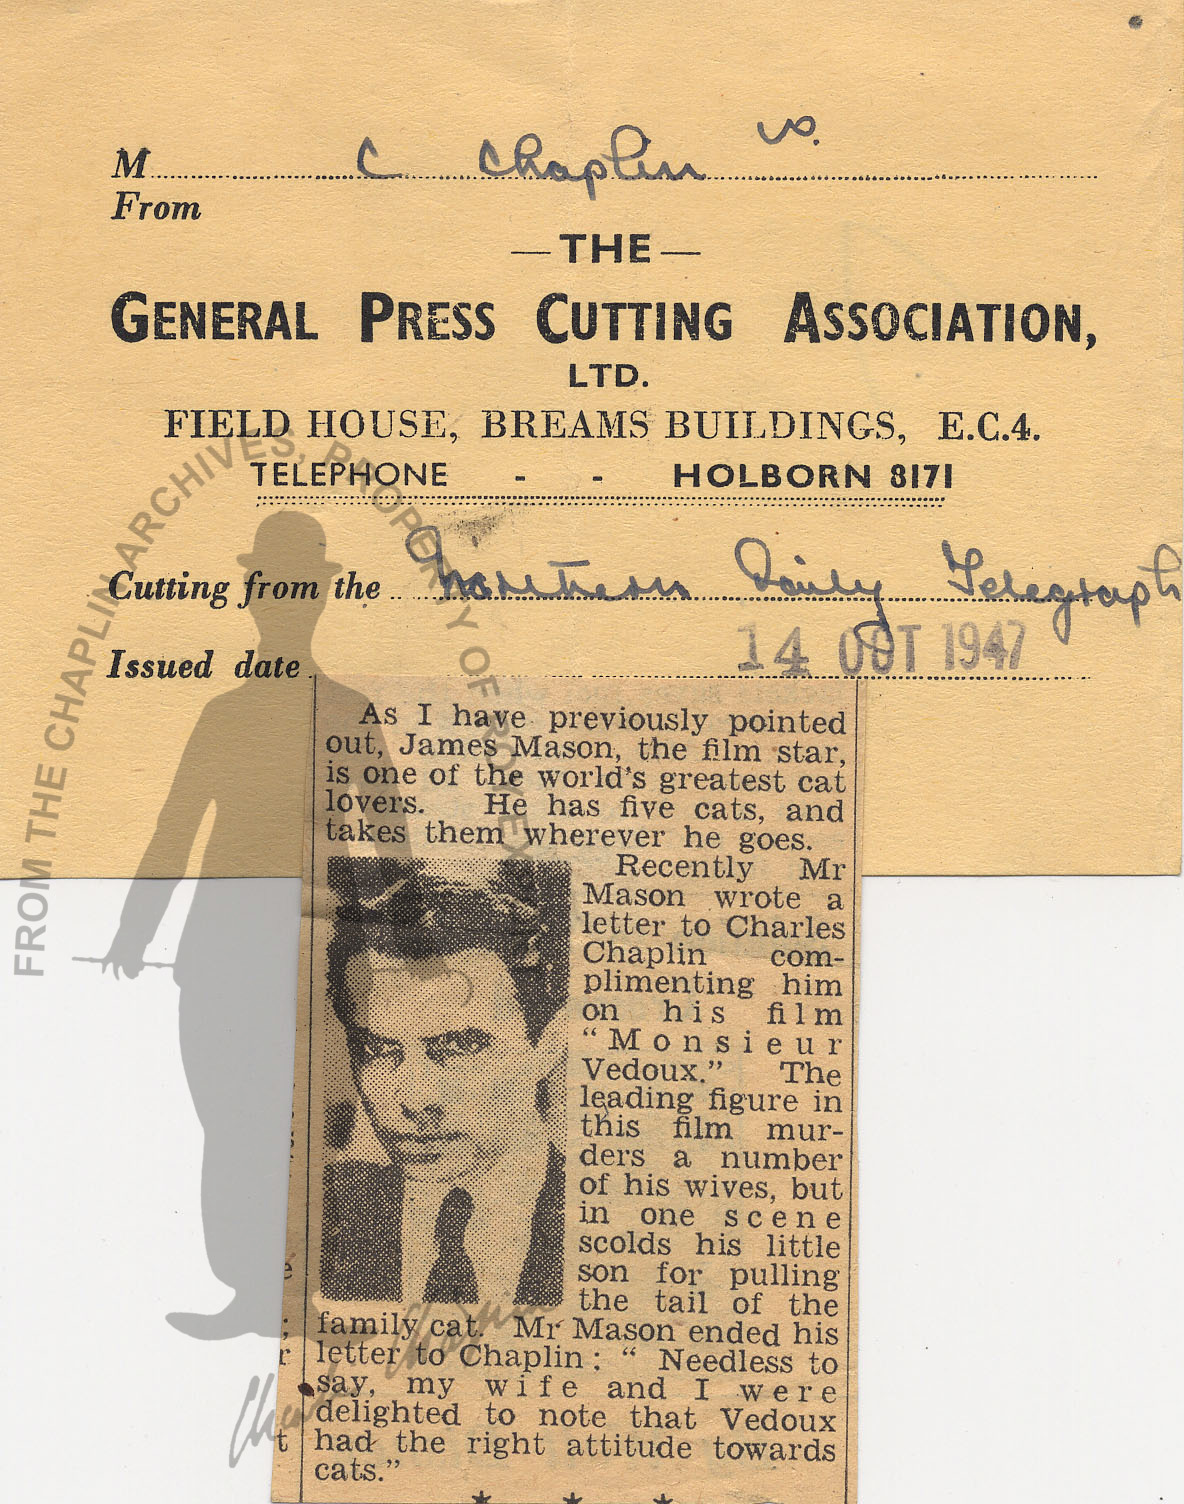 M C Chaplin
From
— THE —
GENERAL PRESS CUTTING ASSOCIATION,
LTD.
FIELD HOUSE, BREAMS BUILDINGS, E.C.4.
TELEPHONE - - HOLBORN 8171
Cutting from the Northern Daily Telegraph
Issued date 14 OCT 1947
As I have previously pointed
out, James Mason, the film star,
is one of the world's greatest cat
lovers. He has five cats, and
takes them wherever he goes.
Recently Mr
Mason wrote a
letter to Charles
Chaplin com-
plimenting him
on his film
“Monsieur
Vedoux.” The
leading figure in
this film mur-
ders a number
of his wives, but
in one scene
scolds his little
son for pulling
the tail of the
family cat. Mr Mason ended his
letter to Chaplin: “Needless to
say, my wife and I were
delighted to note that Vedoux
had the right attitude towards
cats.”
FROM THE CHAPLIN ARCHIVES, PROPERTY OF ROY EXPORT
Charlie Chaplin